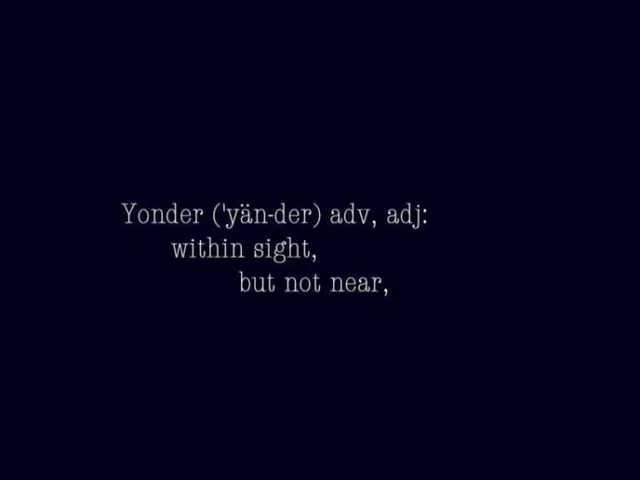 Yonder ('yän-der) adv, adj:
within sight,
but not near,